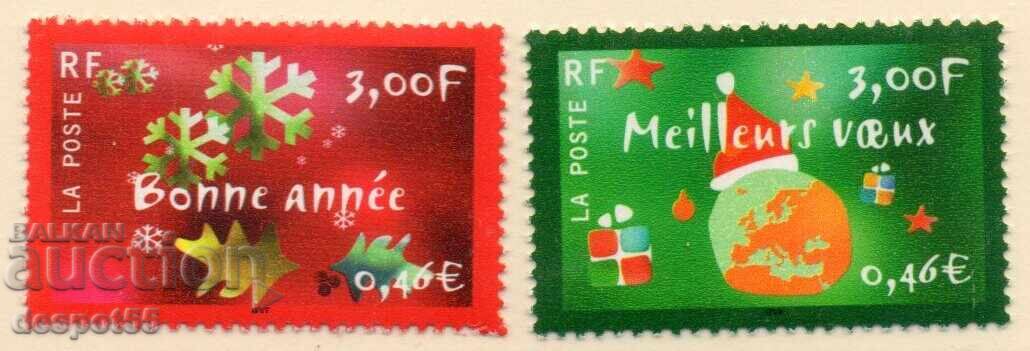 RF
3,00F
LA POSTE
Bonne année
0,46€
RF
3,00F
LA POSTE
Meilleurs vœux
0,46€
BALKAN
auction
despot55